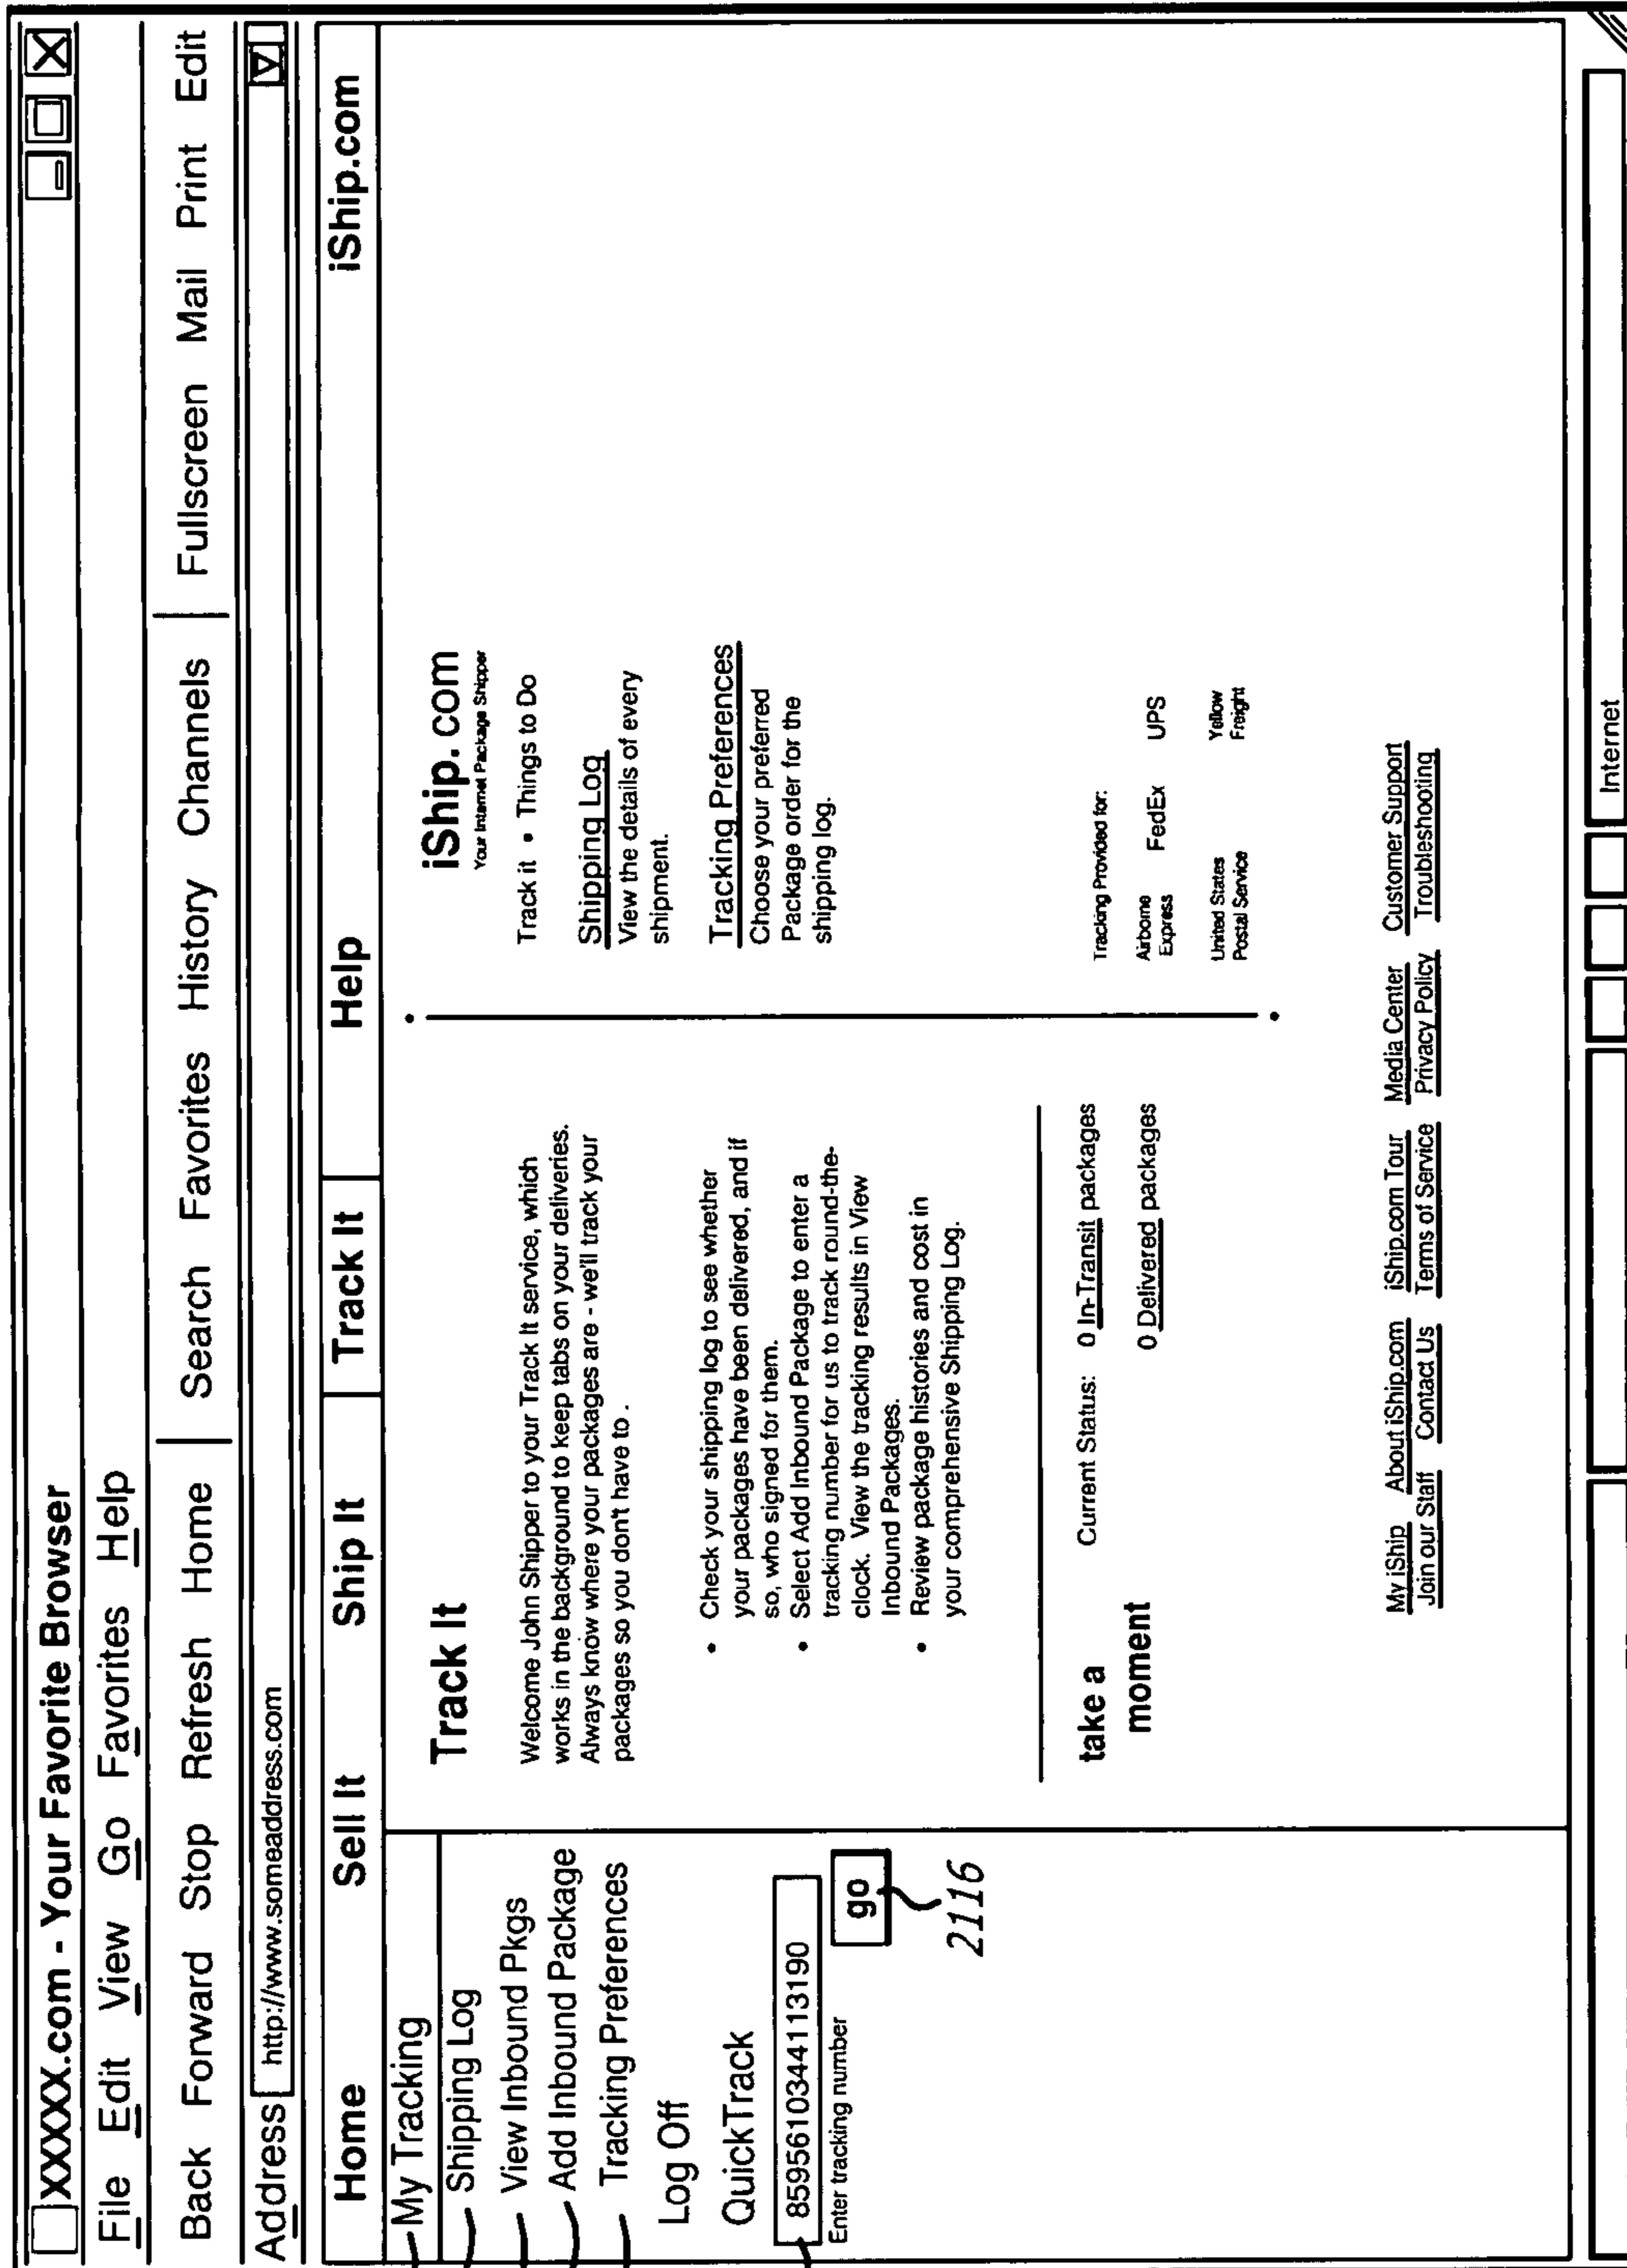 XXXXX.com - Your Favorite Browser
File Edit View Go Favorites Help
Back Forward Stop Refresh Home Search Favorites History Channels Fullscreen Mail Print Edit
Address http://www.someaddress.com
Home Sell It Ship It Track It Help iShip.com
My Tracking
Shipping Log
View Inbound Pkgs
Add Inbound Package
Tracking Preferences
Log Off
QuickTrack
85956103441113190
Enter tracking number
go
2116
Track It
Welcome John Shipper to your Track It service, which
works in the background to keep tabs on your deliveries.
Always know where your packages are - we'll track your
packages so you don't have to .
• Check your shipping log to see whether
your packages have been delivered, and if
so, who signed for them.
• Select Add Inbound Package to enter a
tracking number for us to track round-the-
clock. View the tracking results in View
Inbound Packages.
• Review package histories and cost in
your comprehensive Shipping Log.
take a
moment
Current Status: 0 In-Transit packages
0 Delivered packages
iShip.com
Your Internet Package Shipper
Track it • Things to Do
Shipping Log
View the details of every
shipment.
Tracking Preferences
Choose your preferred
Package order for the
shipping log.
Tracking Provided for:
Airborne
Express
FedEx
UPS
United States
Postal Service
Yellow
Freight
My iShip About iShip.com iShip.com Tour Media Center Customer Support
Join our Staff Contact Us Terms of Service Privacy Policy Troubleshooting
Internet